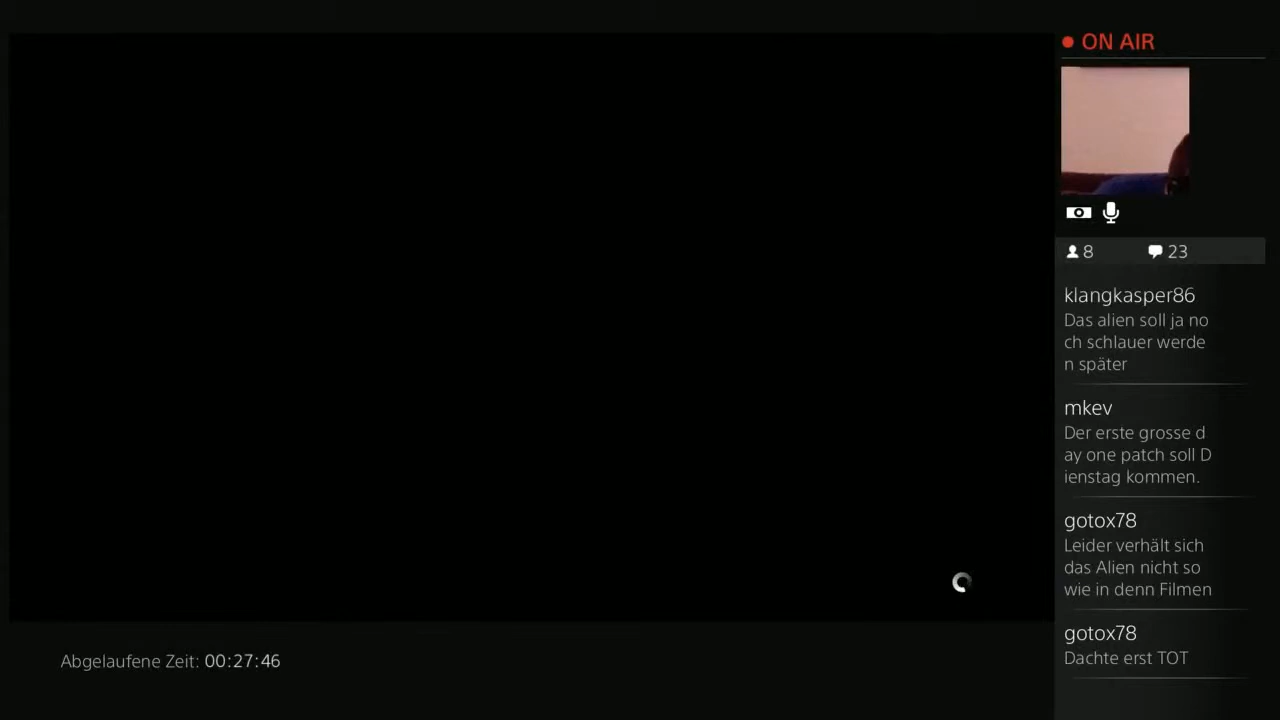 ON AIR
8 23
klangkasper86
Das alien soll ja no
ch schlauer werde
n später
mkev
Der erste grosse d
ay one patch soll D
ienstag kommen.
gotox78
Leider verhält sich
das Alien nicht so
wie in denn Filmen
gotox78
Dachte erst TOT
Abgelaufene Zeit: 00:27:46